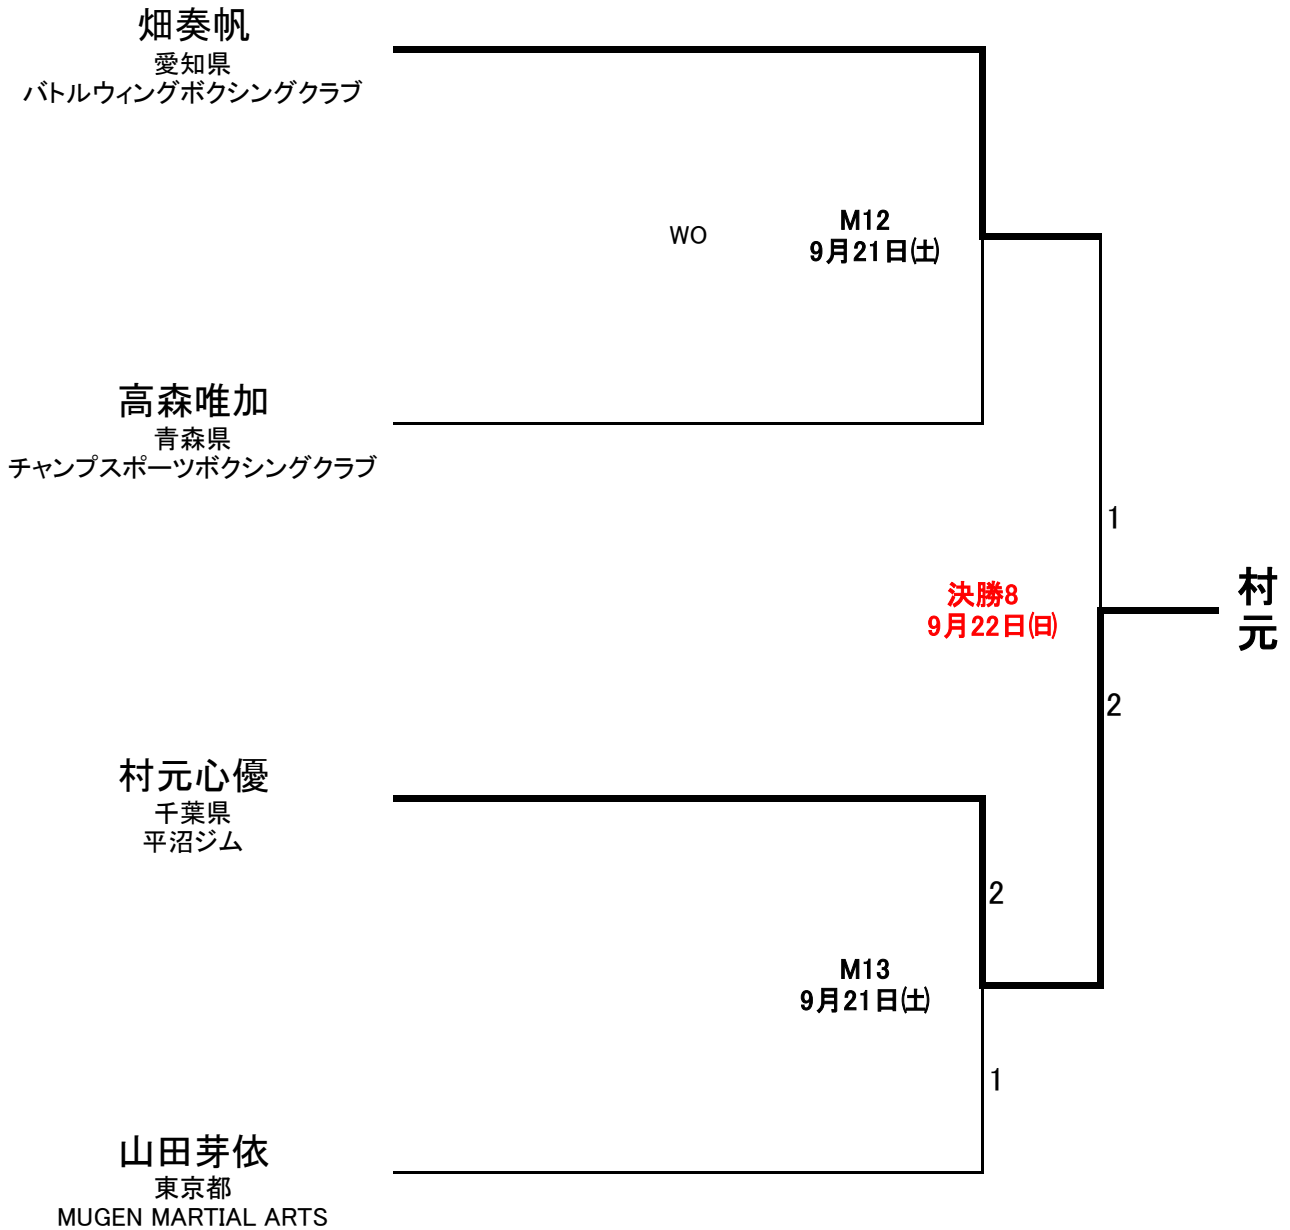 畑奏帆
愛知県
バトルウィングボクシングクラブ
WO
M12
9月21日(土)
高森唯加
青森県
チャンプスポーツボクシングクラブ
1
決勝8
9月22日(日)
村
元
2
村元心優
千葉県
平沼ジム
2
M13
9月21日(土)
1
山田芽依
東京都
MUGEN MARTIAL ARTS